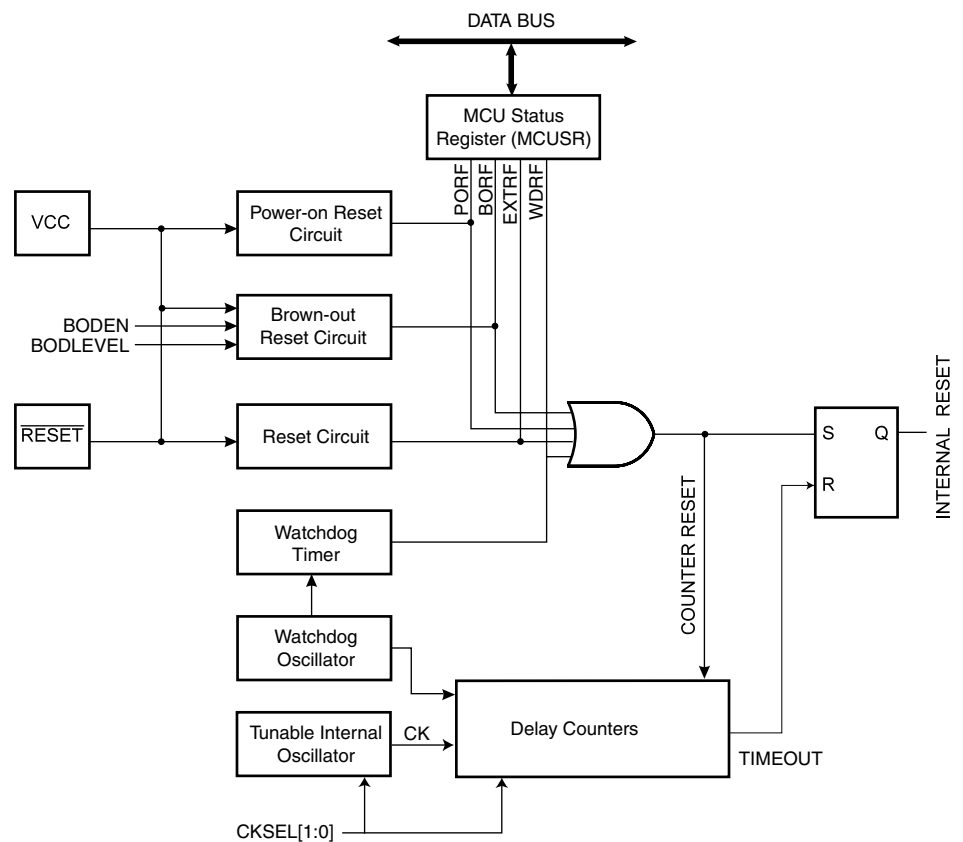 DATA BUS
MCU Status
Register (MCUSR)
PORF
BORF
EXTRF
WDRF
VCC
Power-on Reset
Circuit
BODEN
BODLEVEL
Brown-out
Reset Circuit
RESET
Reset Circuit
S
Q
R
INTERNAL RESET
Watchdog
Timer
COUNTER RESET
Watchdog
Oscillator
Tunable Internal
Oscillator
CK
Delay Counters
TIMEOUT
CKSEL[1:0]